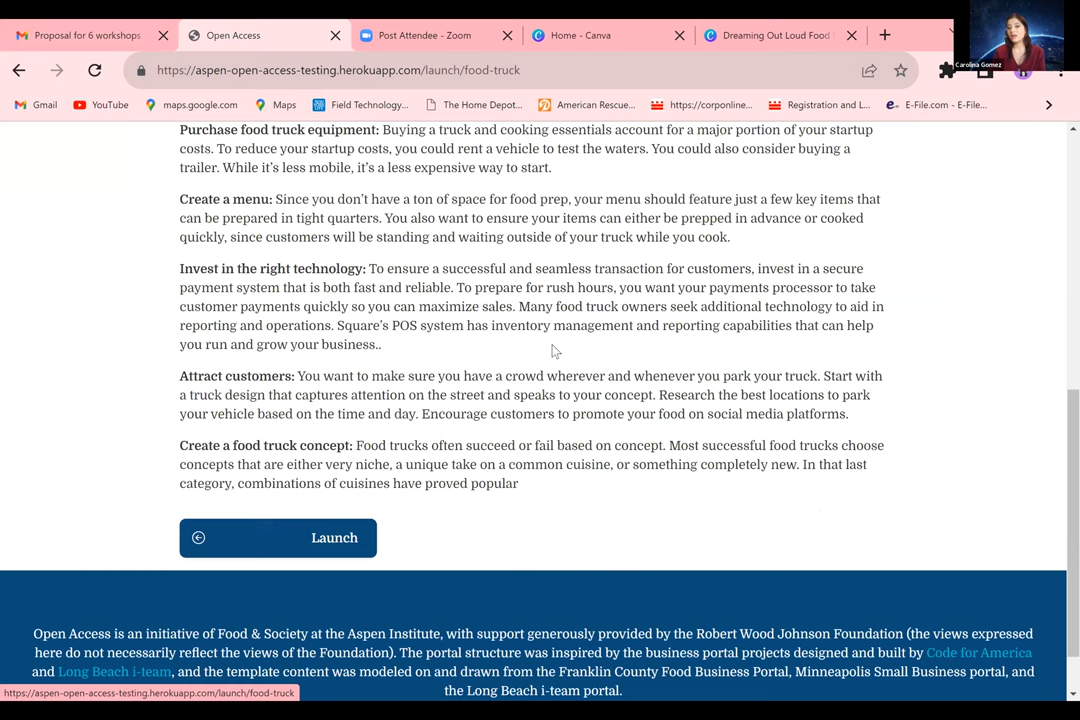 Proposal for 6 workshops
Open Access
Post Attendee - Zoom
Home - Canva
Dreaming Out Loud Food
Carolina Gomez
https://aspen-open-access-testing.herokuapp.com/launch/food-truck
Gmail
YouTube
maps.google.com
Maps
Field Technology...
The Home Depot...
American Rescue...
https://corponline...
Registration and L...
E-File.com - E-File...
Purchase food truck equipment: Buying a truck and cooking essentials account for a major portion of your startup
costs. To reduce your startup costs, you could rent a vehicle to test the waters. You could also consider buying a
trailer. While it's less mobile, it's a less expensive way to start.
Create a menu: Since you don't have a ton of space for food prep, your menu should feature just a few key items that
can be prepared in tight quarters. You also want to ensure your items can either be prepped in advance or cooked
quickly, since customers will be standing and waiting outside of your truck while you cook.
Invest in the right technology: To ensure a successful and seamless transaction for customers, invest in a secure
payment system that is both fast and reliable. To prepare for rush hours, you want your payments processor to take
customer payments quickly so you can maximize sales. Many food truck owners seek additional technology to aid in
reporting and operations. Square's POS system has inventory management and reporting capabilities that can help
you run and grow your business..
Attract customers: You want to make sure you have a crowd wherever and whenever you park your truck. Start with
a truck design that captures attention on the street and speaks to your concept. Research the best locations to park
your vehicle based on the time and day. Encourage customers to promote your food on social media platforms.
Create a food truck concept: Food trucks often succeed or fail based on concept. Most successful food trucks choose
concepts that are either very niche, a unique take on a common cuisine, or something completely new. In that last
category, combinations of cuisines have proved popular
Launch
Open Access is an initiative of Food & Society at the Aspen Institute, with support generously provided by the Robert Wood Johnson Foundation (the views expressed
here do not necessarily reflect the views of the Foundation). The portal structure was inspired by the business portal projects designed and built by Code for America
and Long Beach i-team, and the template content was modeled on and drawn from the Franklin County Food Business Portal, Minneapolis Small Business portal, and
the Long Beach i-team portal.
https://aspen-open-access-testing.herokuapp.com/launch/food-truck